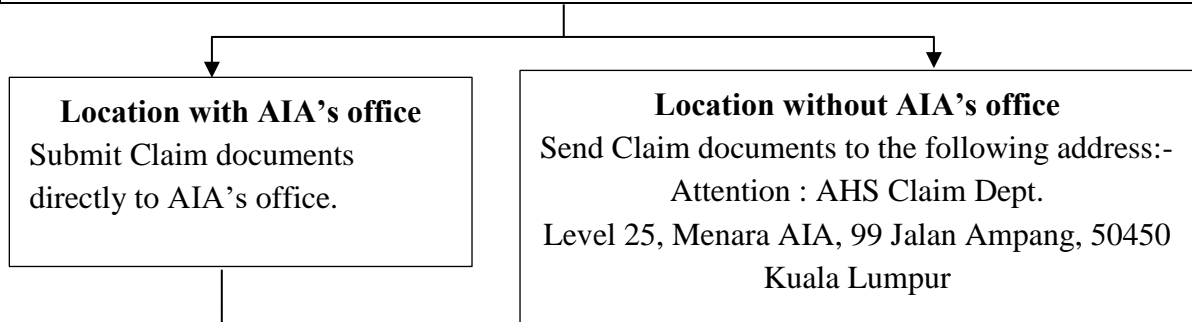 Location with AIA’s office
Submit Claim documents
directly to AIA’s office.
Location without AIA’s office
Send Claim documents to the following address:-
Attention : AHS Claim Dept.
Level 25, Menara AIA, 99 Jalan Ampang, 50450
Kuala Lumpur